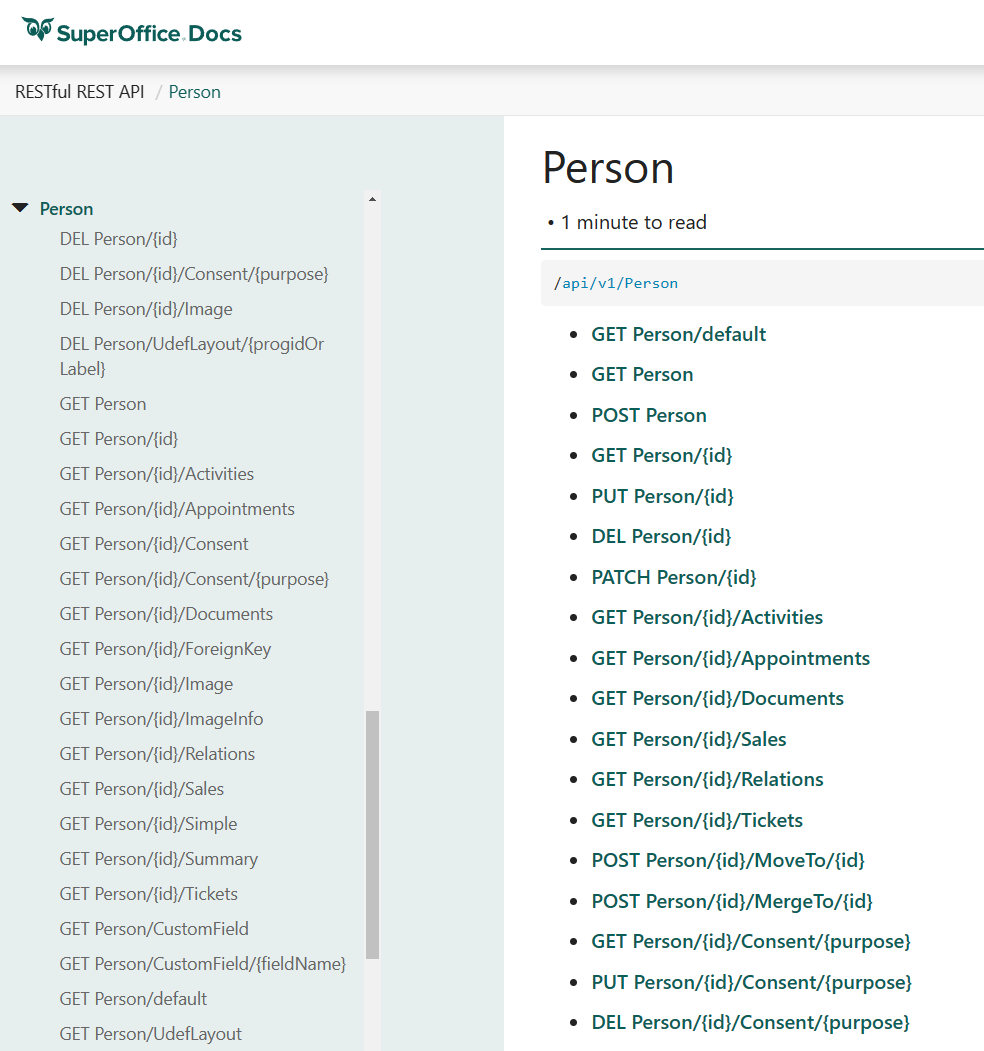 SuperOffice Docs
RESTful REST API / Person
Person
DEL Person/{id}
DEL Person/{id}/Consent/{purpose}
DEL Person/{id}/Image
DEL Person/UdefLayout/{progidOr
Label}
GET Person
GET Person/{id}
GET Person/{id}/Activities
GET Person/{id}/Appointments
GET Person/{id}/Consent
GET Person/{id}/Consent/{purpose}
GET Person/{id}/Documents
GET Person/{id}/ForeignKey
GET Person/{id}/Image
GET Person/{id}/ImageInfo
GET Person/{id}/Relations
GET Person/{id}/Sales
GET Person/{id}/Simple
GET Person/{id}/Summary
GET Person/{id}/Tickets
GET Person/CustomField
GET Person/CustomField/{fieldName}
GET Person/default
GET Person/UdefLayout
Person
• 1 minute to read
/api/v1/Person
• GET Person/default
• GET Person
• POST Person
• GET Person/{id}
• PUT Person/{id}
• DEL Person/{id}
• PATCH Person/{id}
• GET Person/{id}/Activities
• GET Person/{id}/Appointments
• GET Person/{id}/Documents
• GET Person/{id}/Sales
• GET Person/{id}/Relations
• GET Person/{id}/Tickets
• POST Person/{id}/MoveTo/{id}
• POST Person/{id}/MergeTo/{id}
• GET Person/{id}/Consent/{purpose}
• PUT Person/{id}/Consent/{purpose}
• DEL Person/{id}/Consent/{purpose}